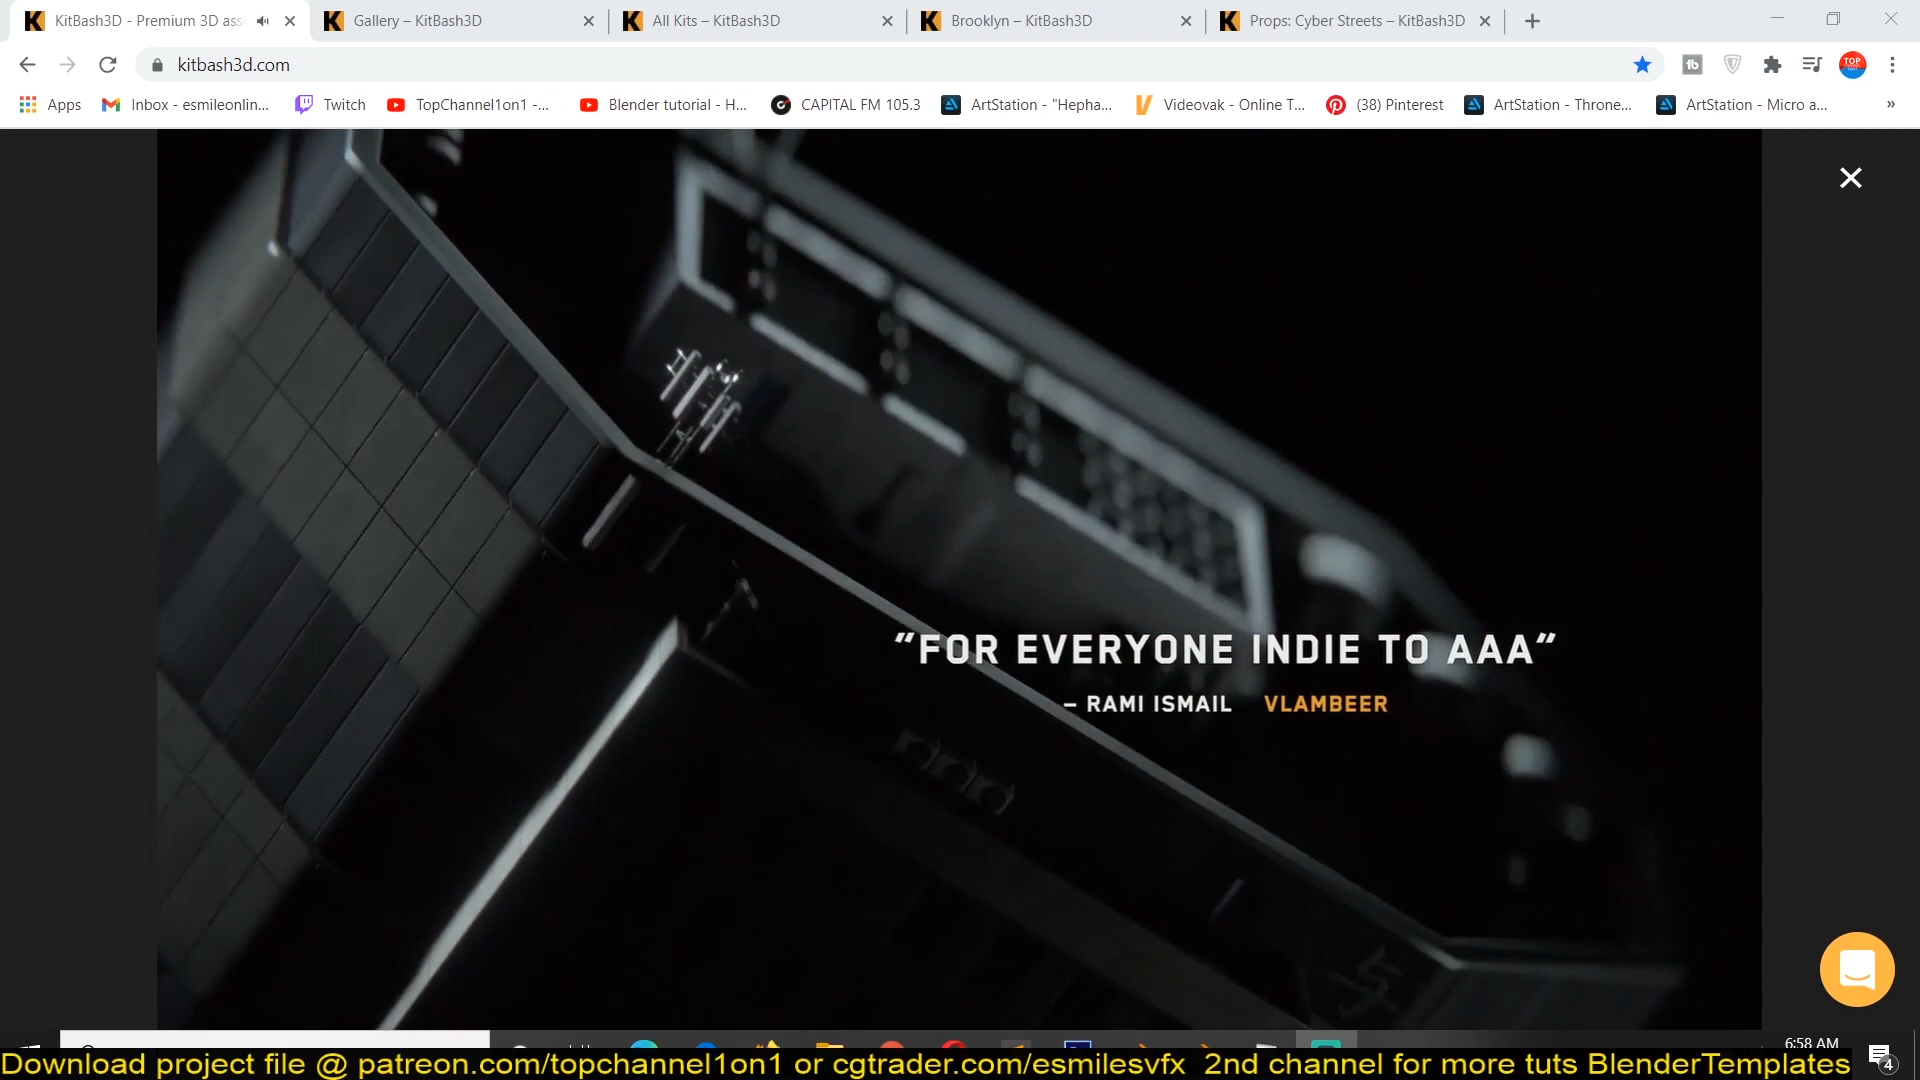 KitBash3D - Premium 3D ass
Gallery – KitBash3D
All Kits – KitBash3D
Brooklyn – KitBash3D
Props: Cyber Streets – KitBash3D
kitbash3d.com
TOP
Apps
Inbox - esmileonlin...
Twitch
TopChannel1on1 -...
Blender tutorial - H...
CAPITAL FM 105.3
ArtStation - "Hepha...
Videovak - Online T...
(38) Pinterest
ArtStation - Throne...
ArtStation - Micro a...
»
“FOR EVERYONE INDIE TO AAA“
– RAMI ISMAIL VLAMBEER
与
6:58 AM
4
Download project file @ patreon.com/topchannel1on1 or cgtrader.com/esmilesvfx 2nd channel for more tuts BlenderTemplates